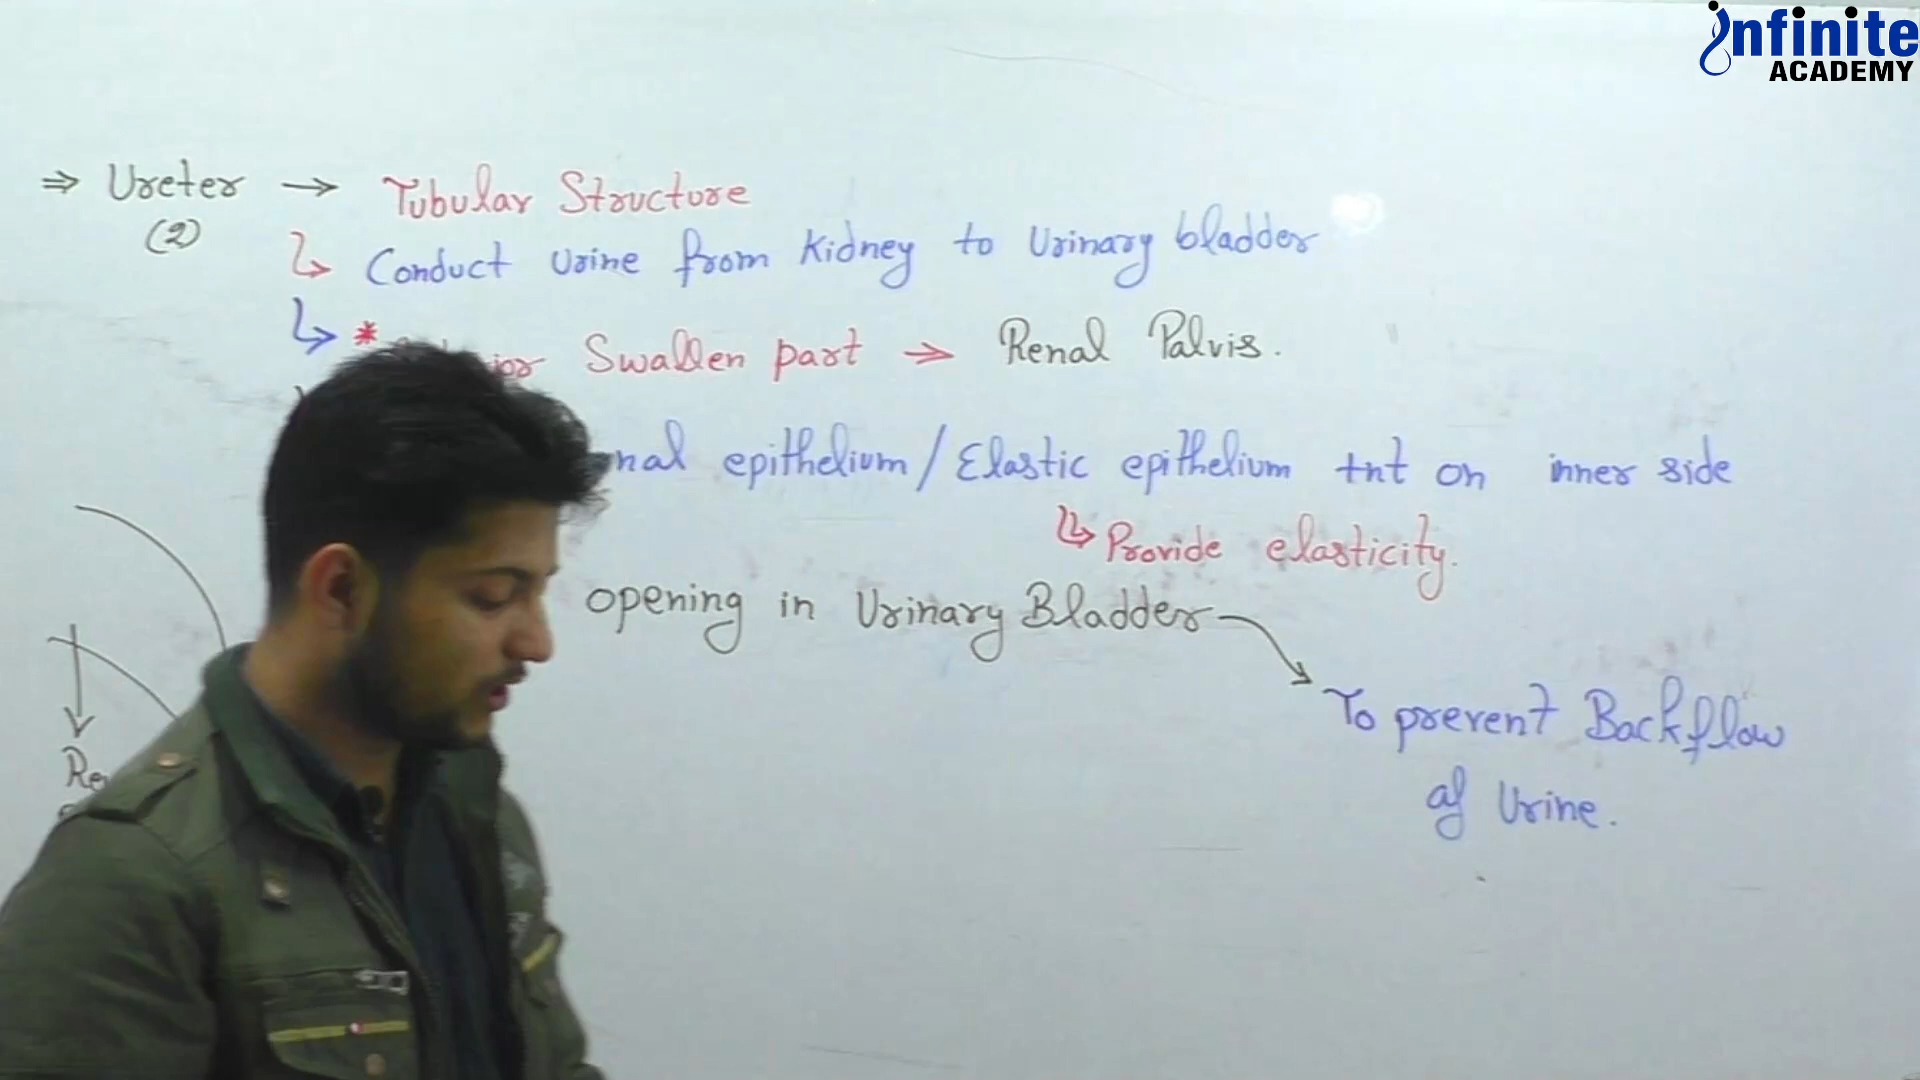 infinite
ACADEMY
⇒ Ureter → Tubular Structure
(2)
↳ Conduct Urine from Kidney to Urinary bladder
↳ * Swallen part → Renal Palvis.
epithelium / Elastic epithelium tnt on inner side
↳ Provide elasticity.
opening in Urinary Bladder
To prevent Backflow
of Urine.